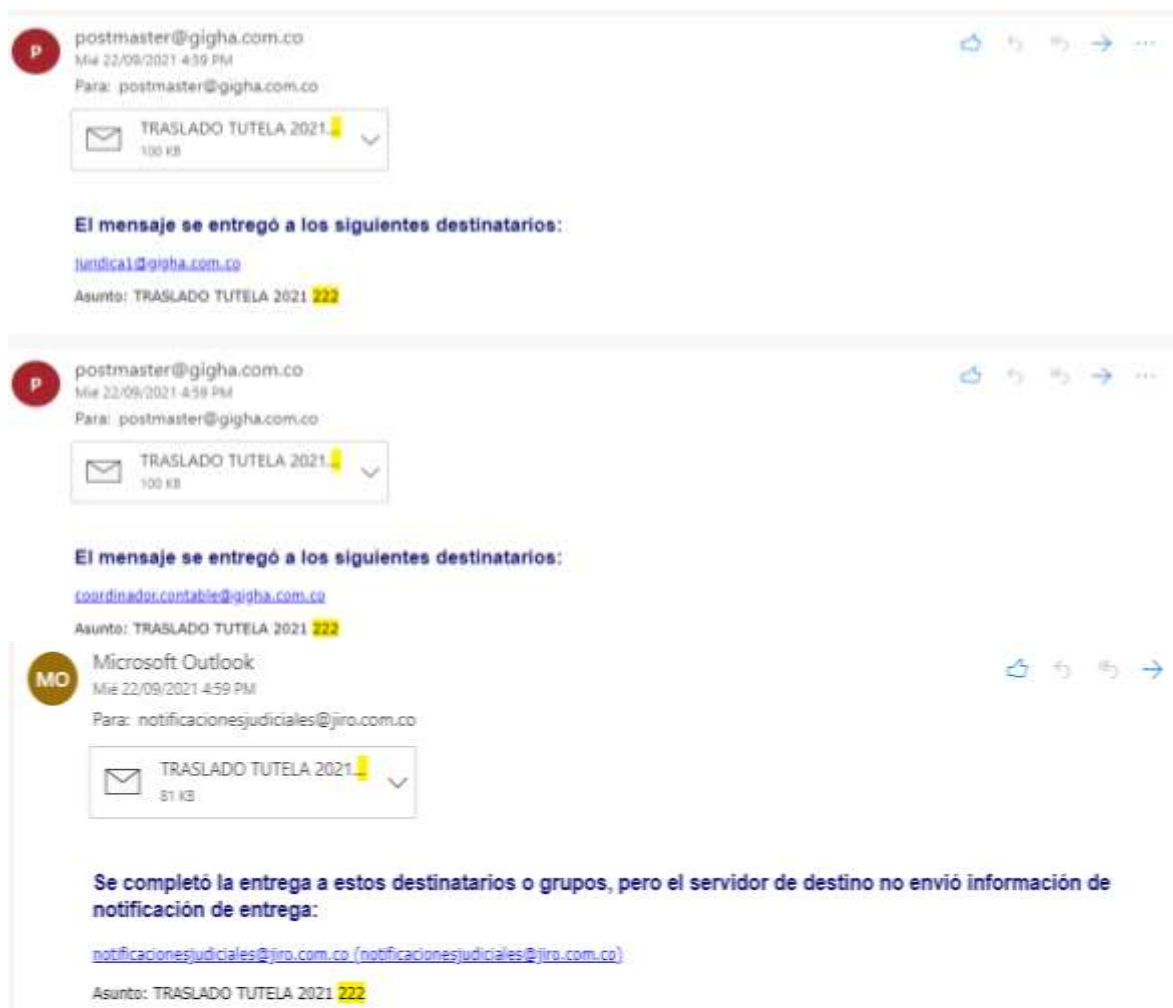 P
postmaster@gigha.com.co
Mié 22/09/2021 4:59 PM
Para: postmaster@gigha.com.co
TRASLADO TUTELA 2021...
100 KB
El mensaje se entregó a los siguientes destinatarios:
juridica1@gigha.com.co
Asunto: TRASLADO TUTELA 2021 222
P
postmaster@gigha.com.co
Mié 22/09/2021 4:59 PM
Para: postmaster@gigha.com.co
TRASLADO TUTELA 2021...
100 KB
El mensaje se entregó a los siguientes destinatarios:
coordinador.contable@gigha.com.co
Asunto: TRASLADO TUTELA 2021 222
MO
Microsoft Outlook
Mié 22/09/2021 4:59 PM
Para: notificacionesjudiciales@jiro.com.co
TRASLADO TUTELA 2021...
81 KB
Se completó la entrega a estos destinatarios o grupos, pero el servidor de destino no envió información de
notificación de entrega:
notificacionesjudiciales@jiro.com.co (notificacionesjudiciales@jiro.com.co)
Asunto: TRASLADO TUTELA 2021 222